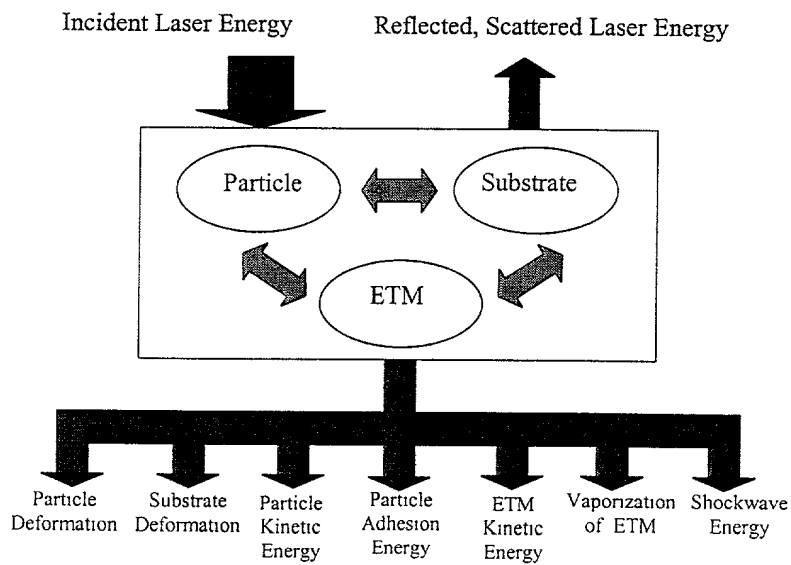 Incident Laser Energy
Reflected, Scattered Laser Energy
Particle
Substrate
ETM
Particle
Deformation
Substrate
Deformation
Particle
Kinetic
Energy
Particle
Adhesion
Energy
ETM
Kinetic
Energy
Vaporization
of ETM
Shockwave
Energy